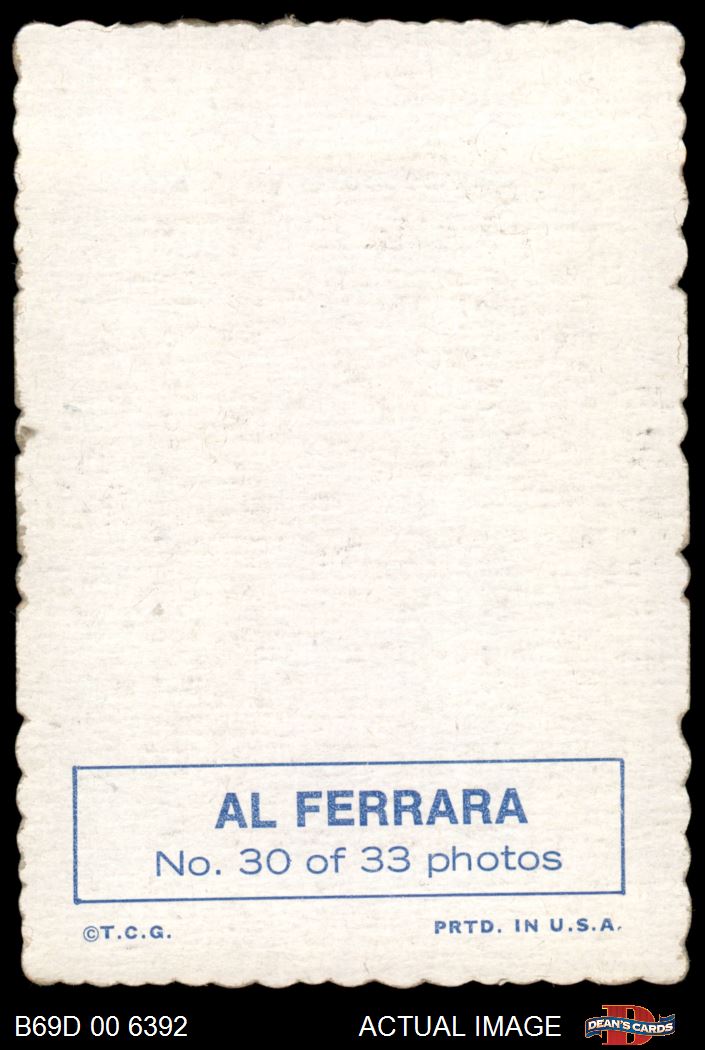 AL FERRARA
No. 30 of 33 photos
©T.C.G.
PRTD. IN U.S.A.
B69D 00 6392
ACTUAL IMAGE
DEAN'S CARDS